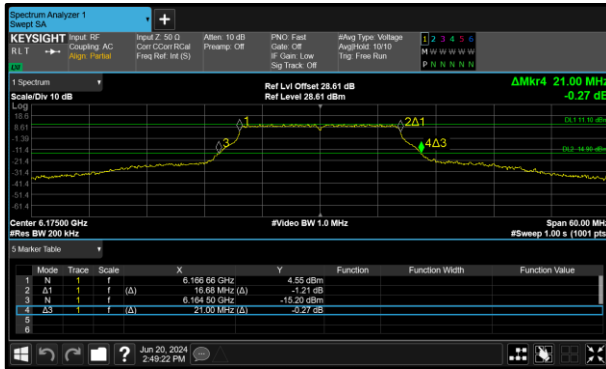 Spectrum Analyzer 1
Swept SA
KEYSIGHT Input: RF Input Z: 50 Ω Atten: 10 dB PNO: Fast #Avg Type: Voltage 1 2 3 4 5 6
RLT Coupling: AC Corr CCorr RCal Preamp: Off Gate: Off Avg|Hold: 10/10 M W W W W W
Align: Partial Freq Ref: Int (S) IF Gain: Low Trig: Free Run P N N N N N
Sig Track: Off
1 Spectrum Ref Lvl Offset 28.61 dB ΔMkr4 21.00 MHz
Scale/Div 10 dB Ref Level 28.61 dBm -0.27 dB
Log
18.6
8.61 1 2Δ1 DL1 11.10 dBm
-1.39
-11.4 3 4Δ3 DL2 -14.90 dBm
-21.4
-31.4
-41.4
-51.4
-61.4
Center 6.17500 GHz #Video BW 1.0 MHz Span 60.00 MHz
#Res BW 200 kHz #Sweep 1.00 s (1001 pts)
5 Marker Table
Mode Trace Scale X Y Function Function Width Function Value
1 N 1 f 6.166 66 GHz 4.55 dBm
2 Δ1 1 f (Δ) 16.68 MHz (Δ) -1.21 dB
3 N 1 f 6.164 50 GHz -15.20 dBm
4 Δ3 1 f (Δ) 21.00 MHz (Δ) -0.27 dB
5
6
? Jun 20, 2024
2:49:22 PM